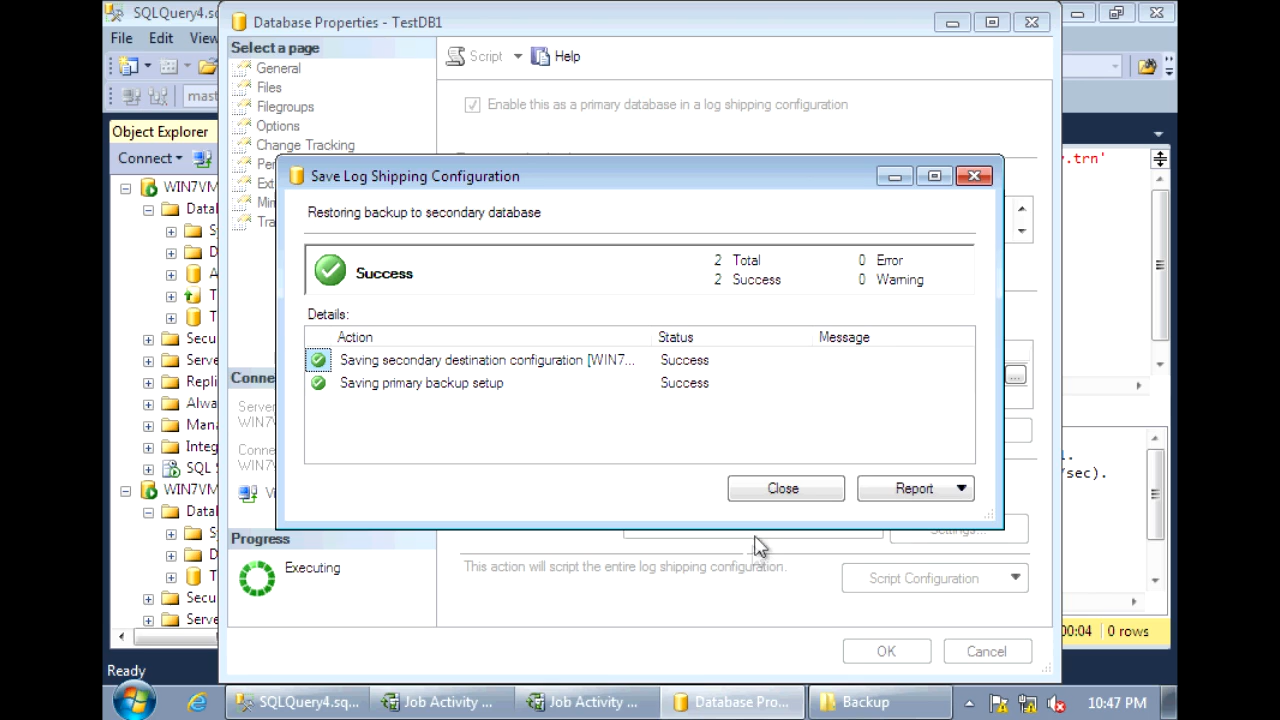 SQLQuery4.sq
Database Properties - TestDB1
File Edit View
Select a page
Script Help
General
Files
Filegroups
Options
Change Tracking
Enable this as a primary database in a log shipping configuration
Object Explorer
Connect
.trn'
Save Log Shipping Configuration
Restoring backup to secondary database
Success
2 Total 0 Error
2 Success 0 Warning
Details:
Action Status Message
Saving secondary destination configuration [WIN7... Success
Saving primary backup setup Success
Close Report
WIN7VM
WIN7VM
/sec).
Progress
Executing
This action will script the entire log shipping configuration.
Settings...
Script Configuration
OK Cancel
00:04 0 rows
Ready
SQLQuery4.sq... Job Activity ... Job Activity ... Database Pro... Backup 10:47 PM